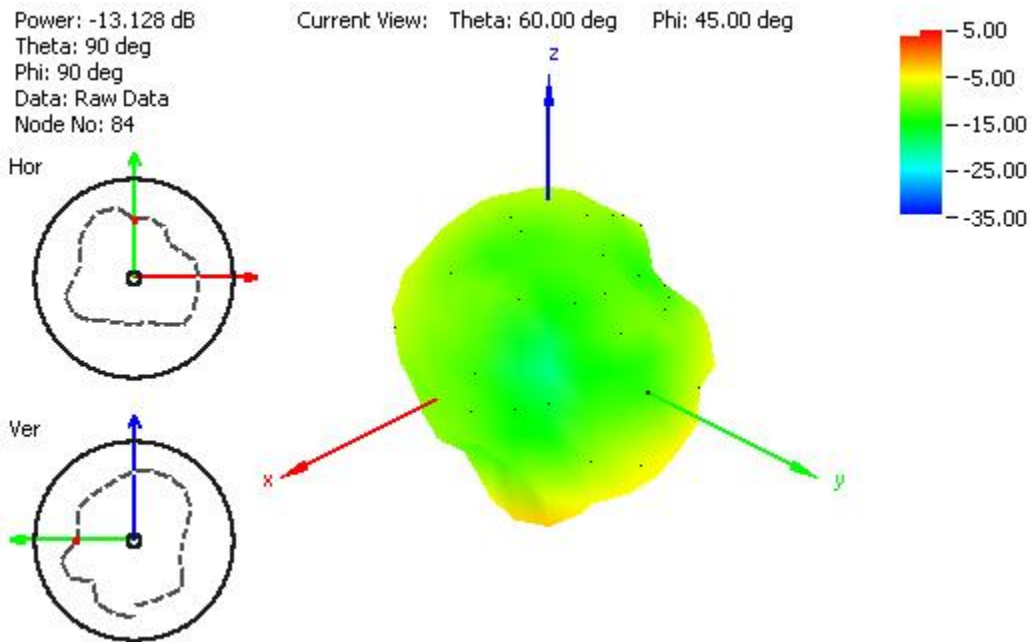 Power: -13.128 dB
Theta: 90 deg
Phi: 90 deg
Data: Raw Data
Node No: 84
Current View: Theta: 60.00 deg Phi: 45.00 deg
Hor
Ver
z
x
y
5.00
-5.00
-15.00
-25.00
-35.00